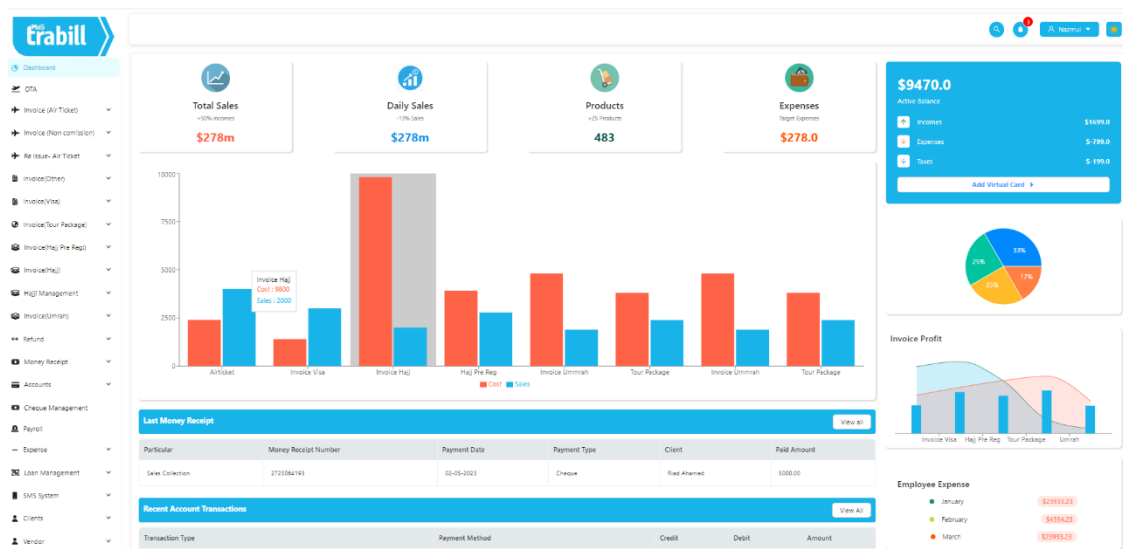 Erabill
3
Nazmul
Dashboard
OTA
Invoice (Air Ticket)
Invoice (Non comission)
Re Issue- Air Ticket
Invoice(Other)
Invoice(Visa)
Invoice(Tour Package)
Invoice(Hajj Pre Reg:)
Invoice(Hajj)
Hajji Management
Invoice(Umrah)
Refund
Money Receipt
Accounts
Cheque Management
Payroll
Expense
Loan Management
SMS System
Clients
Vendor
Total Sales
+50% Incomes
$278m
Daily Sales
-13% Sales
$278m
Products
+25 Products
483
Expenses
Target Expenses
$278.0
10000
7500
5000
2500
0
Invoice Hajj
Cost : 9800
Sales : 2000
Airticket
Invoice Visa
Invoice Hajj
Hajj Pre Reg
Invoice Ummrah
Tour Package
Invoice Ummrah
Tour Package
Cost Sales
Last Money Receipt View all
Particular Money Receipt Number Payment Date Payment Type Client Paid Amount
Sales Collection 2725064193 02-05-2023 Cheque Riad Ahamed 5000.00
Recent Account Transactions View All
Transaction Type Payment Method Credit Debit Amount
$9470.0
Active Balance
Incomes $1699.0
Expenses $-799.0
Taxes $-199.0
Add Virtual Card
33%
25%
17%
25%
Invoice Profit
Invoice Visa Hajj Pre Reg Tour Package Umrah
Employee Expense
January $23933.23
February $4354.23
March $23933.23